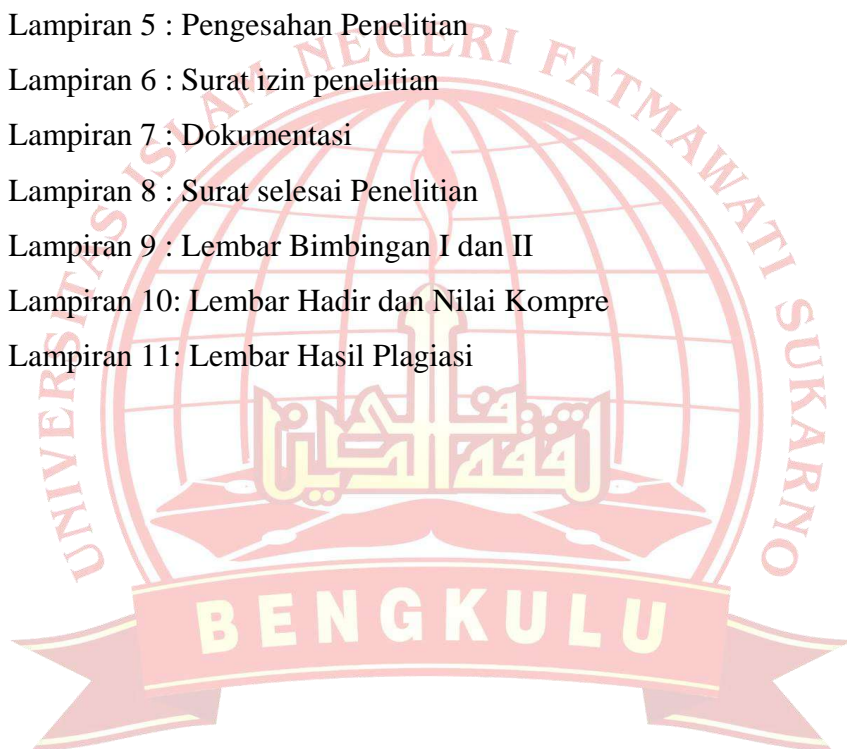 Lampiran 5 : Pengesahan Penelitian
Lampiran 6 : Surat izin penelitian
Lampiran 7 : Dokumentasi
Lampiran 8 : Surat selesai Penelitian
Lampiran 9 : Lembar Bimbingan I dan II
Lampiran 10: Lembar Hadir dan Nilai Kompre
Lampiran 11: Lembar Hasil Plagiasi
UNIVERSITAS ISLAM NEGERI FATMAWATI SUKARNO
BENGKULU